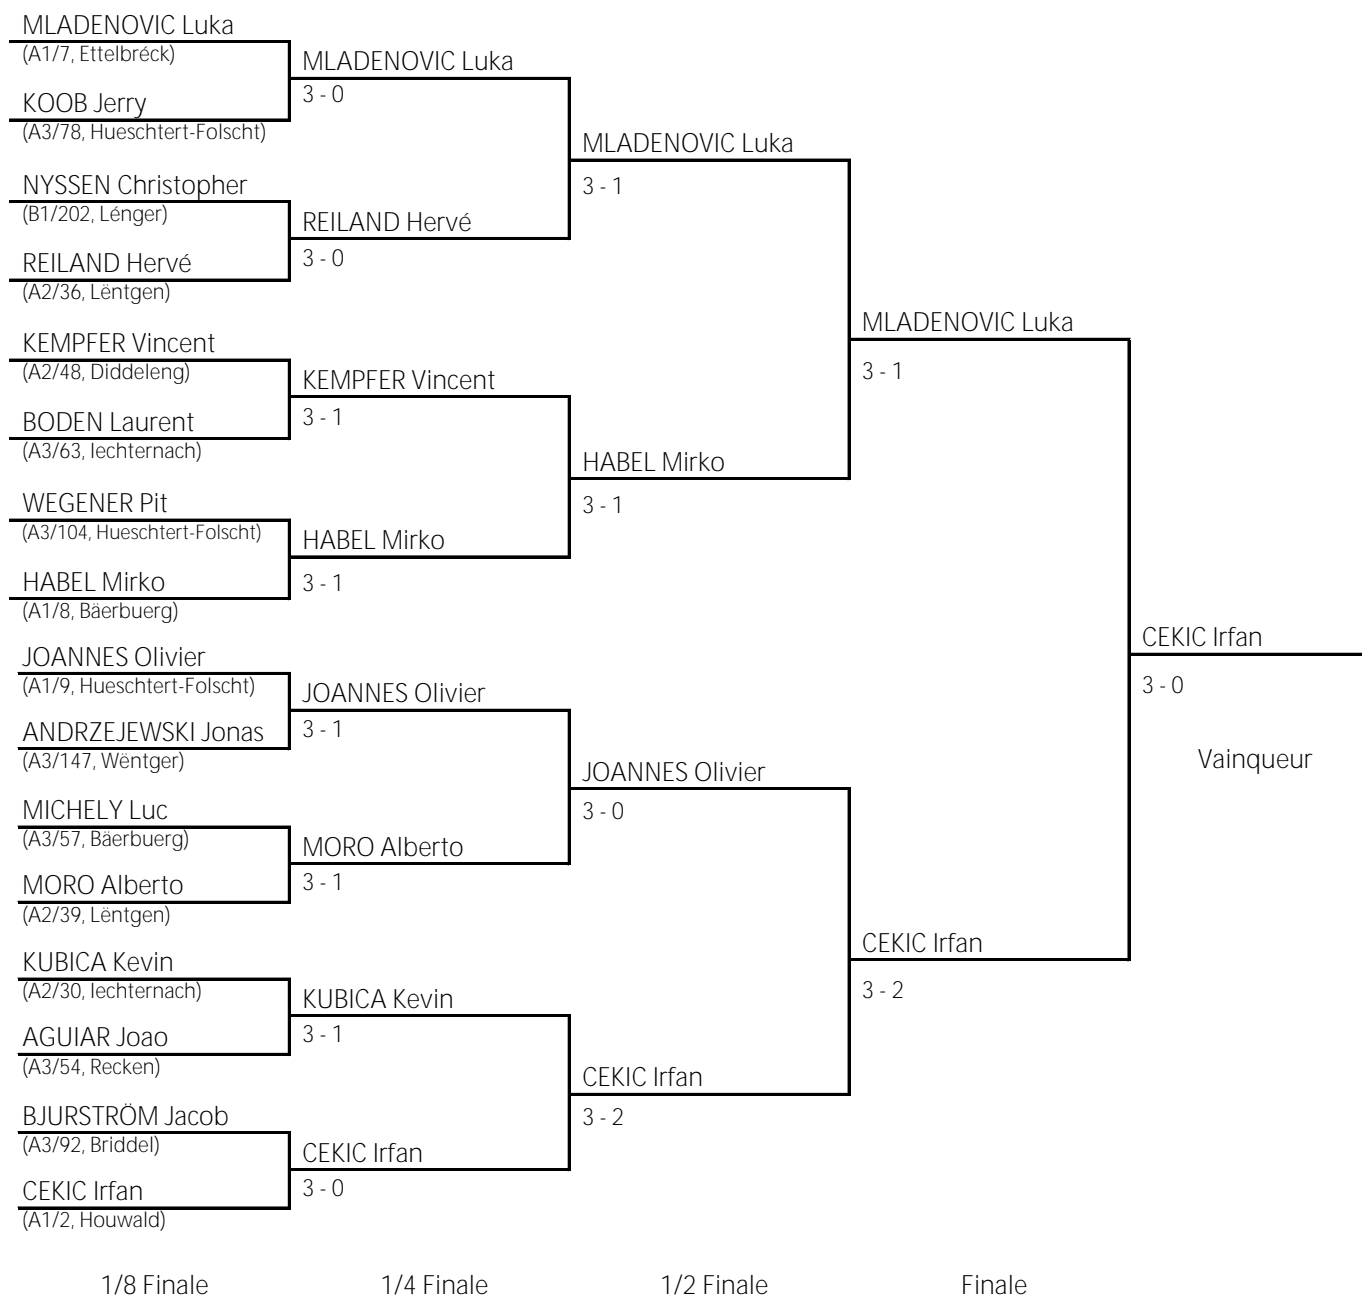 MLADENOVIC Luka
(A1/7, Ettelbréck)
KOOB Jerry
(A3/78, Hueschtert-Folscht)
NYSSEN Christopher
(B1/202, Lénger)
REILAND Hervé
(A2/36, Lëntgen)
KEMPFER Vincent
(A2/48, Diddeleng)
BODEN Laurent
(A3/63, Iechternach)
WEGENER Pit
(A3/104, Hueschtert-Folscht)
HABEL Mirko
(A1/8, Bäerbuerg)
JOANNES Olivier
(A1/9, Hueschtert-Folscht)
ANDRZEJEWSKI Jonas
(A3/147, Wëntger)
MICHELY Luc
(A3/57, Bäerbuerg)
MORO Alberto
(A2/39, Lëntgen)
KUBICA Kevin
(A2/30, Iechternach)
AGUIAR Joao
(A3/54, Recken)
BJURSTRÖM Jacob
(A3/92, Briddel)
CEKIC Irfan
(A1/2, Houwald)
MLADENOVIC Luka
3 - 0
REILAND Hervé
3 - 0
KEMPFER Vincent
3 - 1
HABEL Mirko
3 - 1
JOANNES Olivier
3 - 1
MORO Alberto
3 - 1
KUBICA Kevin
3 - 1
CEKIC Irfan
3 - 0
MLADENOVIC Luka
3 - 1
HABEL Mirko
3 - 1
JOANNES Olivier
3 - 0
CEKIC Irfan
3 - 2
MLADENOVIC Luka
3 - 1
CEKIC Irfan
3 - 2
CEKIC Irfan
3 - 0
Vainqueur
1/8 Finale
1/4 Finale
1/2 Finale
Finale